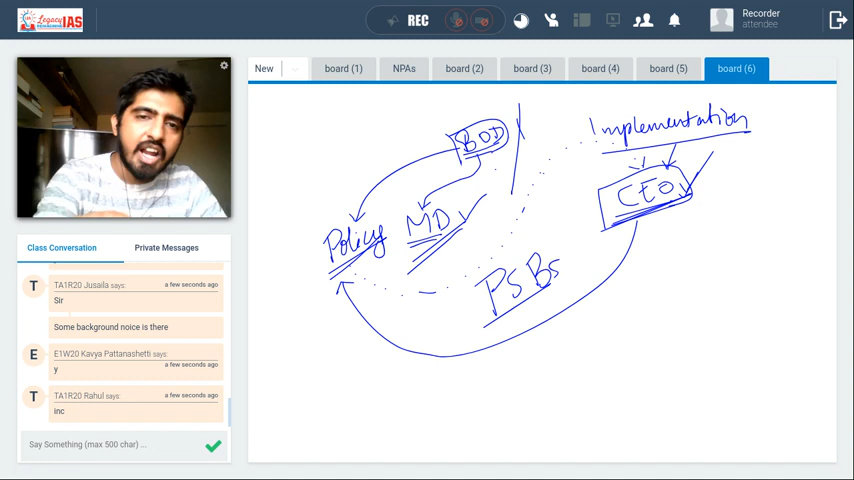 Legacy IAS
REC
Recorder
attendee
New
board (1)
NPAs
board (2)
board (3)
board (4)
board (5)
board (6)
BOD
Implementation
CEO
Policy
MD
PSBs
Class Conversation
Private Messages
TA1R20 Jusaila says:
a few seconds ago
T
Sir
Some background noice is there
E1W20 Kavya Pattanashetti says:
E
a few seconds ago
y
TA1R20 Rahul says:
a few seconds ago
T
inc
Say Something (max 500 char) ...